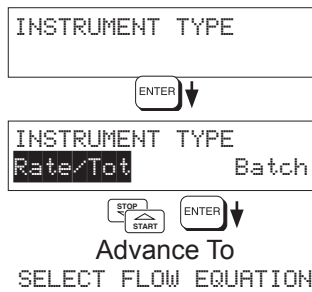 INSTRUMENT TYPE
ENTER
INSTRUMENT TYPE
Rate/Tot Batch
STOP
START
ENTER
Advance To
SELECT FLOW EQUATION